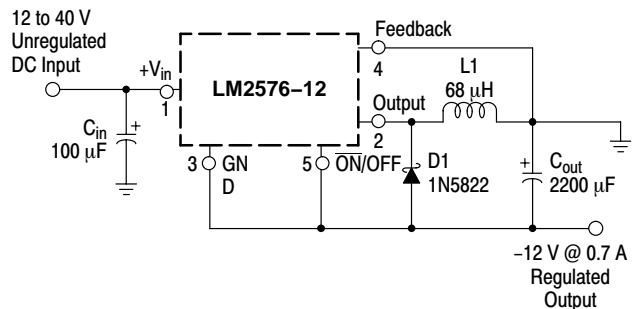 12 to 40 V
Unregulated
DC Input
+Vin
1
Cin
100 μF
+
LM2576–12
Feedback
4
Output
2
L1
68 μH
3 GN
D
5 ON/OFF
D1
1N5822
+
Cout
2200 μF
–12 V @ 0.7 A
Regulated
Output